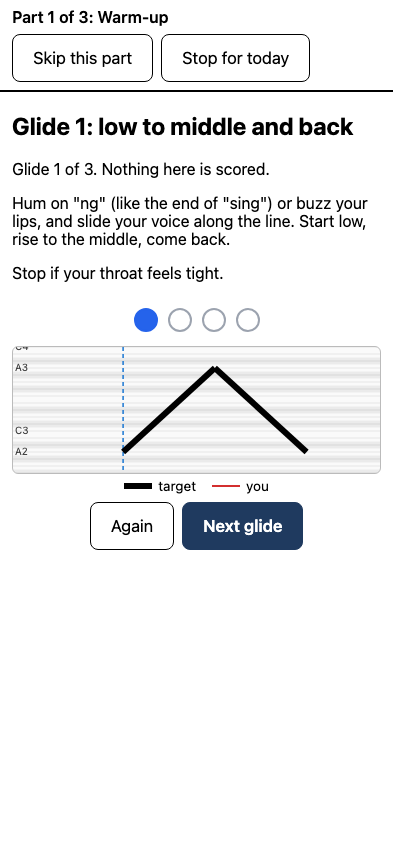 Part 1 of 3: Warm-up
Skip this part
Stop for today
Glide 1: low to middle and back
Glide 1 of 3. Nothing here is scored.
Hum on "ng" (like the end of "sing") or buzz your
lips, and slide your voice along the line. Start low,
rise to the middle, come back.
Stop if your throat feels tight.
A3
C3
A2
target
you
Again
Next glide